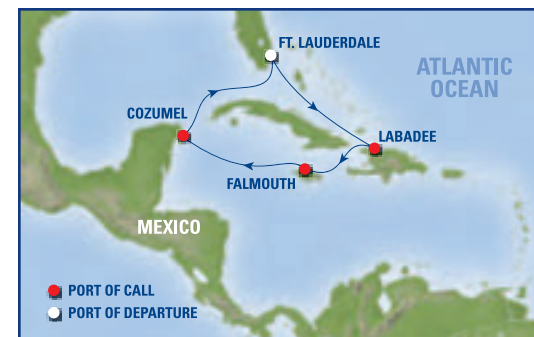 FT. LAUDERDALE
ATLANTIC
OCEAN
COZUMEL
LABADEE
FALMOUTH
MEXICO
PORT OF CALL
PORT OF DEPARTURE